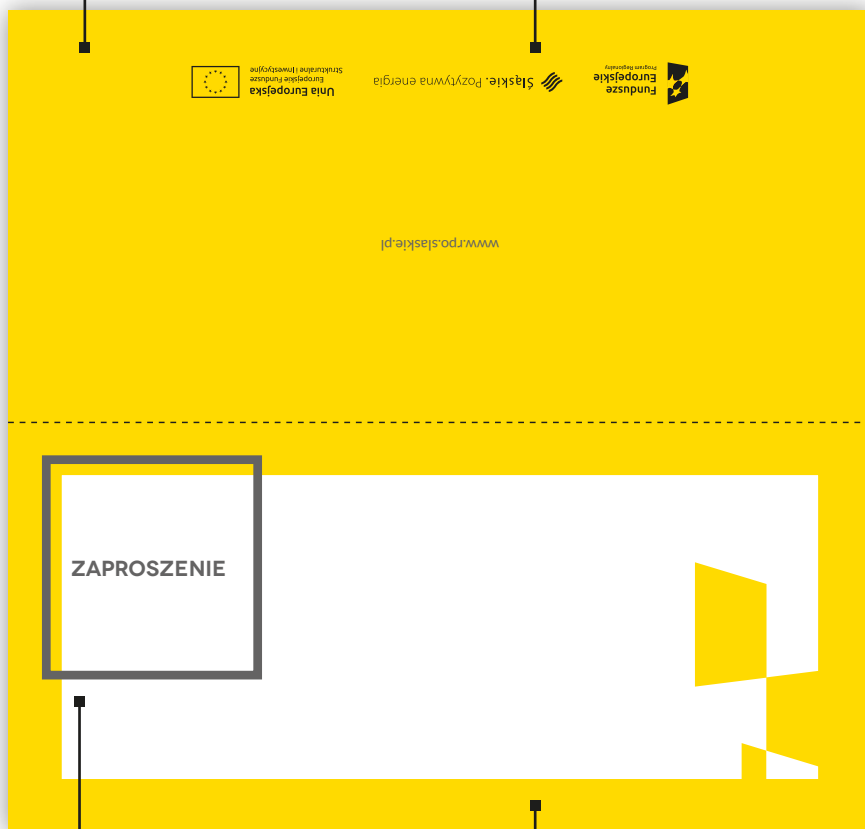 Fundusze
Europejskie
Program Regionalny
Śląskie. Pozytywna energia
Unia Europejska
Europejskie Fundusze
Strukturalne i Inwestycyjne
www.rpo.slaskie.pl
ZAPROSZENIE